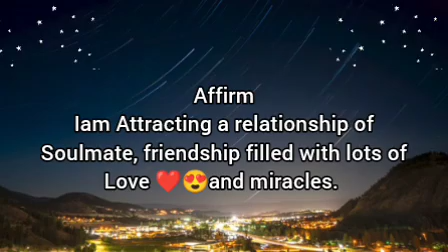 Affirm
Iam Attracting a relationship of
Soulmate, friendship filled with lots of
Love ❤️😍and miracles.